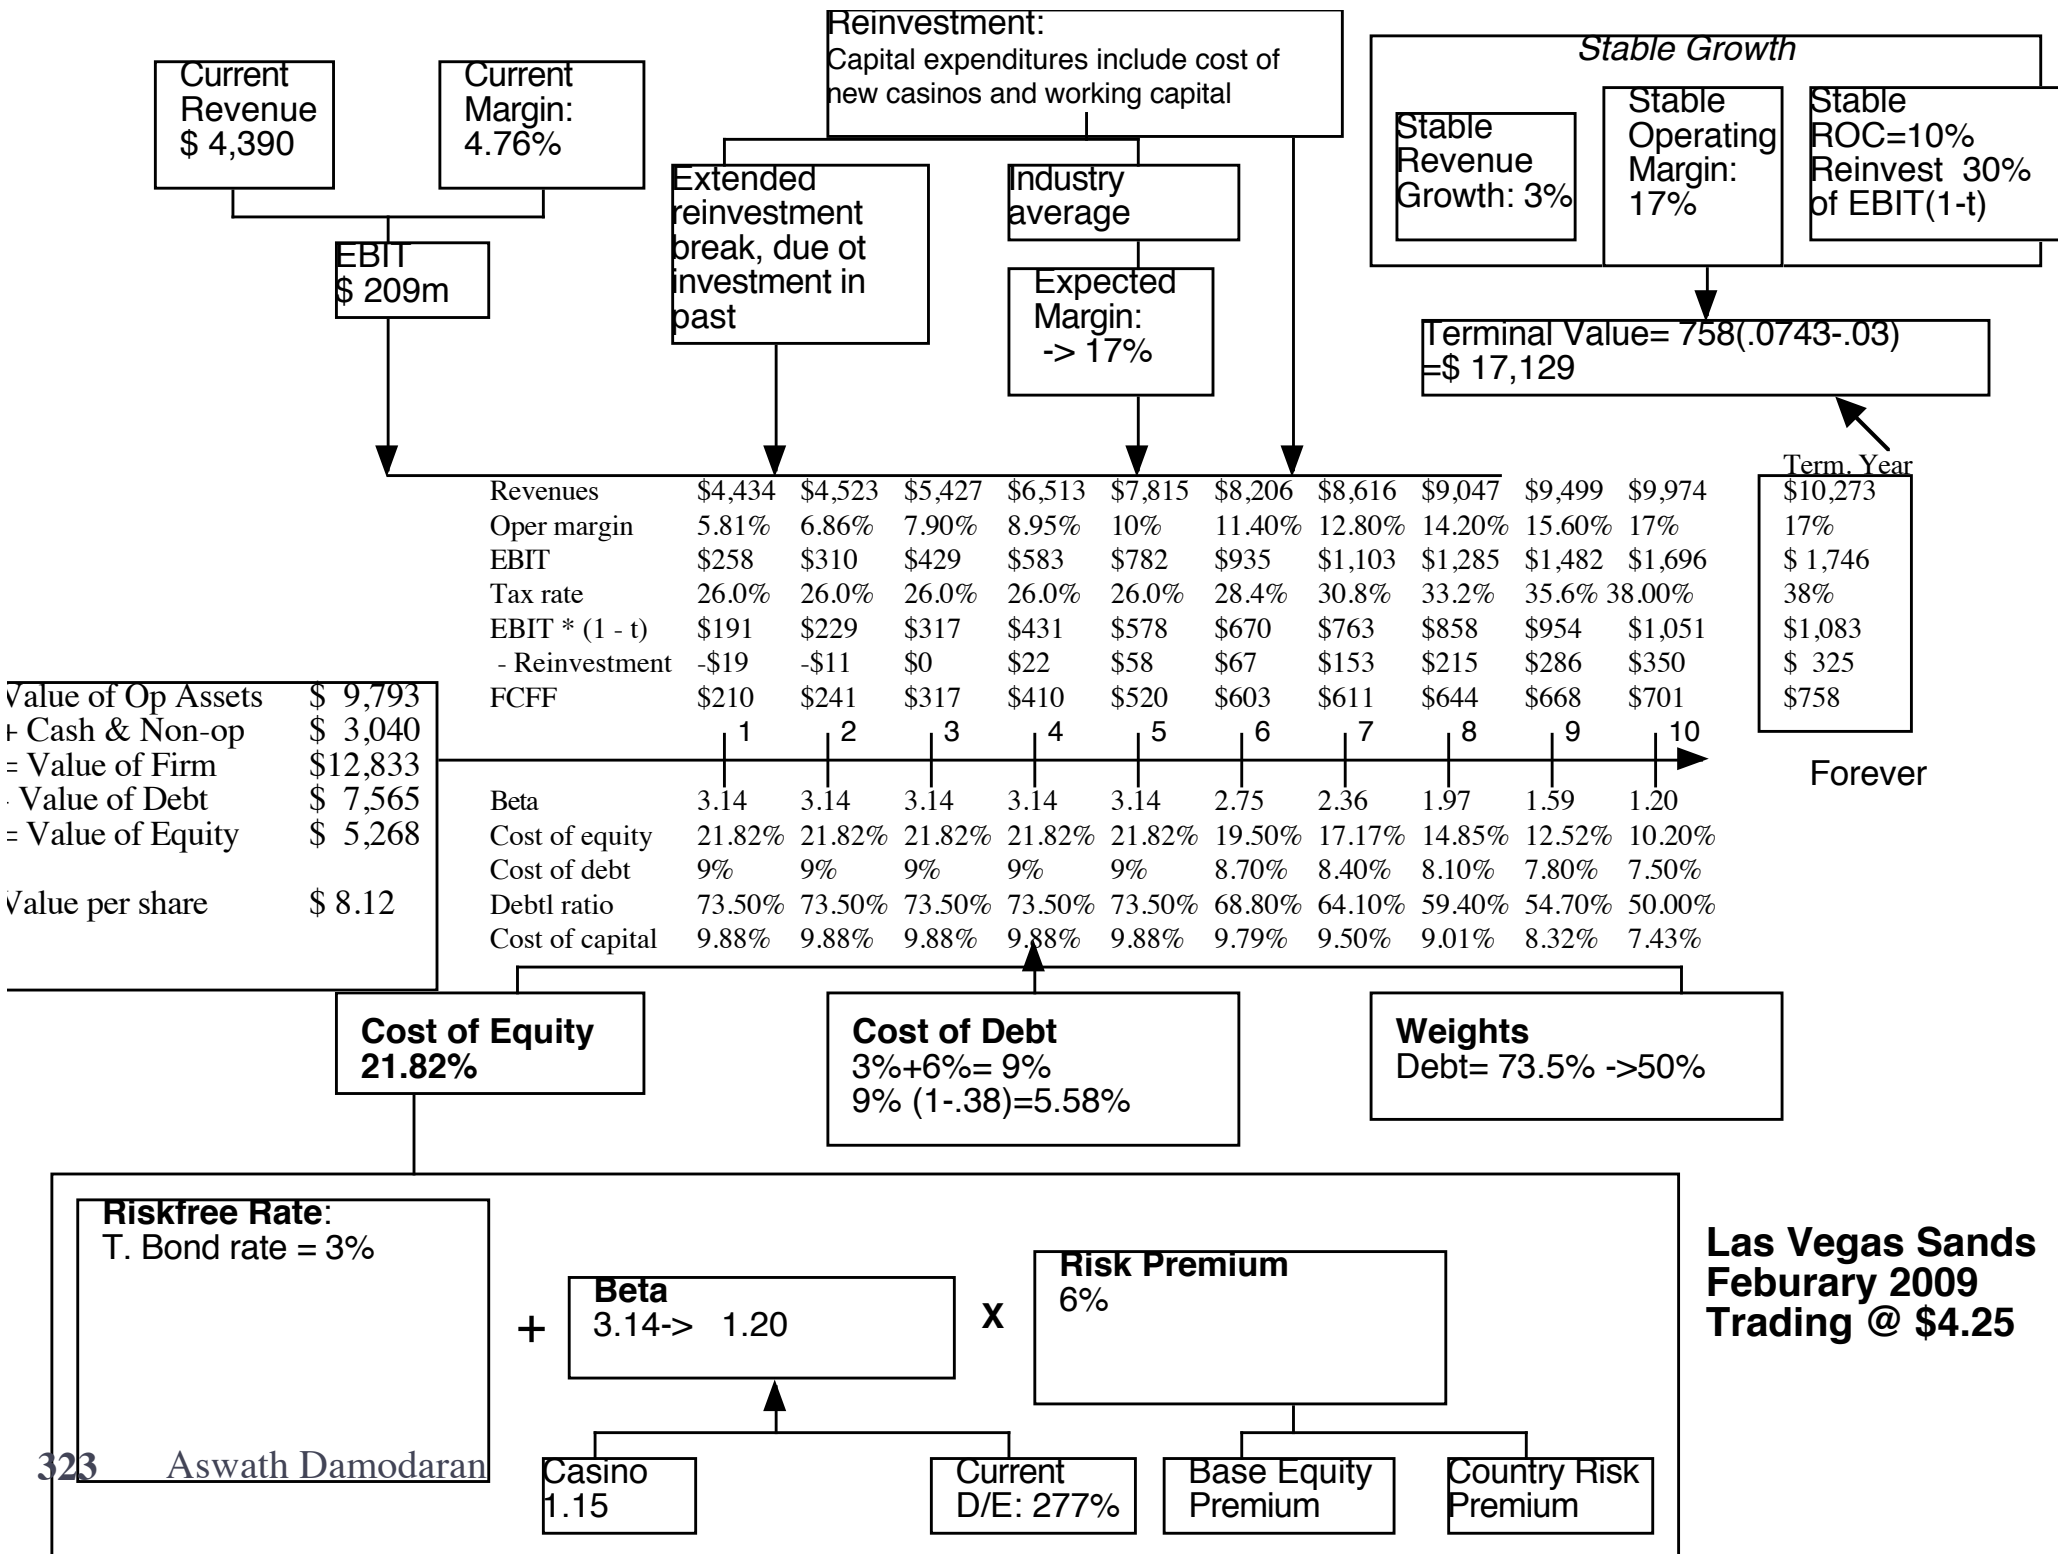 Reinvestment:
Capital expenditures include cost of
new casinos and working capital
Stable Growth
Current
Revenue
$ 4,390
Current
Margin:
4.76%
Stable
Revenue
Growth: 3%
Stable
Operating
Margin:
17%
Stable
ROC=10%
Reinvest 30%
of EBIT(1-t)
Extended
reinvestment
break, due ot
investment in
past
Industry
average
EBIT
$ 209m
Expected
Margin:
-> 17%
Terminal Value= 758(.0743-.03)
=$ 17,129
Term. Year
Revenues $4,434 $4,523 $5,427 $6,513 $7,815 $8,206 $8,616 $9,047 $9,499 $9,974 $10,273
Oper margin 5.81% 6.86% 7.90% 8.95% 10% 11.40% 12.80% 14.20% 15.60% 17% 17%
EBIT $258 $310 $429 $583 $782 $935 $1,103 $1,285 $1,482 $1,696 $ 1,746
Tax rate 26.0% 26.0% 26.0% 26.0% 26.0% 28.4% 30.8% 33.2% 35.6% 38.00% 38%
EBIT * (1 - t) $191 $229 $317 $431 $578 $670 $763 $858 $954 $1,051 $1,083
- Reinvestment -$19 -$11 $0 $22 $58 $67 $153 $215 $286 $350 $ 325
FCFF $210 $241 $317 $410 $520 $603 $611 $644 $668 $701 $758
1 2 3 4 5 6 7 8 9 10
Forever
Value of Op Assets $ 9,793
+ Cash & Non-op $ 3,040
= Value of Firm $12,833
- Value of Debt $ 7,565
= Value of Equity $ 5,268
Value per share $ 8.12
Beta 3.14 3.14 3.14 3.14 3.14 2.75 2.36 1.97 1.59 1.20
Cost of equity 21.82% 21.82% 21.82% 21.82% 21.82% 19.50% 17.17% 14.85% 12.52% 10.20%
Cost of debt 9% 9% 9% 9% 9% 8.70% 8.40% 8.10% 7.80% 7.50%
Debtl ratio 73.50% 73.50% 73.50% 73.50% 73.50% 68.80% 64.10% 59.40% 54.70% 50.00%
Cost of capital 9.88% 9.88% 9.88% 9.88% 9.88% 9.79% 9.50% 9.01% 8.32% 7.43%
Cost of Equity
21.82%
Cost of Debt
3%+6%= 9%
9% (1-.38)=5.58%
Weights
Debt= 73.5% ->50%
Riskfree Rate:
T. Bond rate = 3%
+
Beta
3.14-> 1.20
X
Risk Premium
6%
Las Vegas Sands
Feburary 2009
Trading @ $4.25
Casino
1.15
Current
D/E: 277%
Base Equity
Premium
Country Risk
Premium
323 Aswath Damodaran